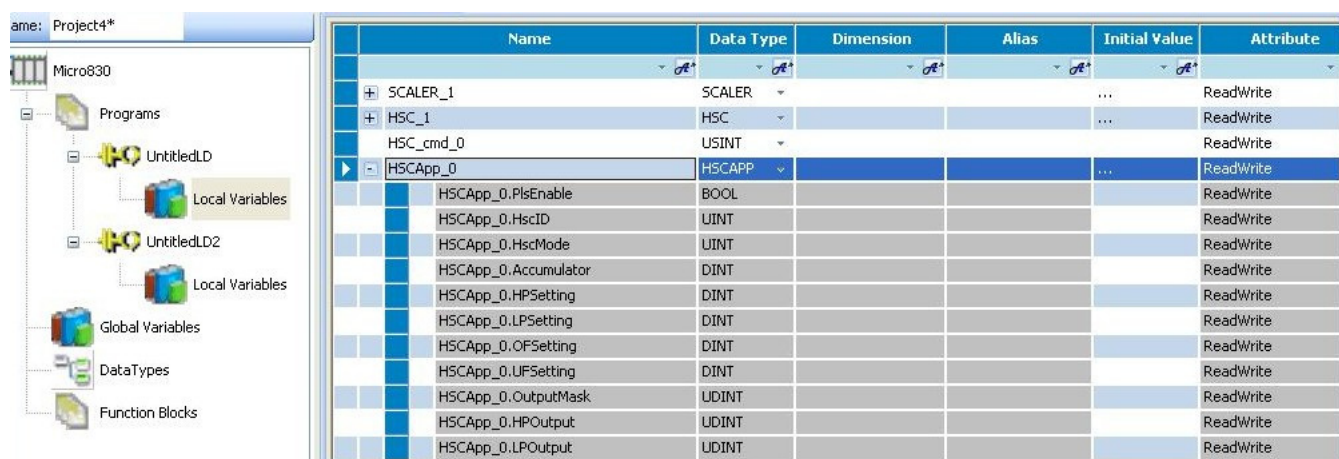 ame: Project4*
Micro830
Programs
UntitledLD
Local Variables
UntitledLD2
Local Variables
Global Variables
DataTypes
Function Blocks
Name Data Type Dimension Alias Initial Value Attribute
SCALER_1 SCALER ... ReadWrite
HSC_1 HSC ... ReadWrite
HSC_cmd_0 USINT ReadWrite
HSCApp_0 HSCAPP ... ReadWrite
HSCApp_0.PlsEnable BOOL ReadWrite
HSCApp_0.HscID UINT ReadWrite
HSCApp_0.HscMode UINT ReadWrite
HSCApp_0.Accumulator DINT ReadWrite
HSCApp_0.HPSetting DINT ReadWrite
HSCApp_0.LPSetting DINT ReadWrite
HSCApp_0.OFSetting DINT ReadWrite
HSCApp_0.UFSetting DINT ReadWrite
HSCApp_0.OutputMask UDINT ReadWrite
HSCApp_0.HPOutput UDINT ReadWrite
HSCApp_0.LPOutput UDINT ReadWrite